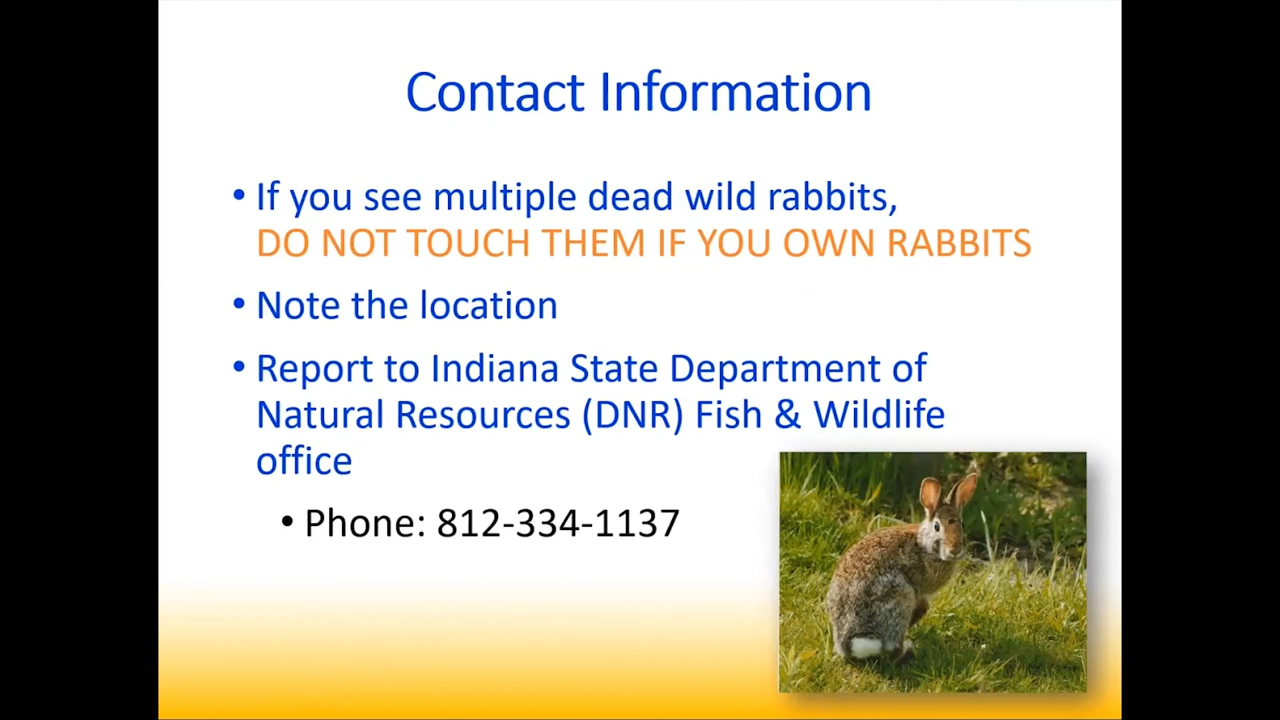 Contact Information
• If you see multiple dead wild rabbits,
DO NOT TOUCH THEM IF YOU OWN RABBITS
• Note the location
• Report to Indiana State Department of
Natural Resources (DNR) Fish & Wildlife
office
• Phone: 812-334-1137